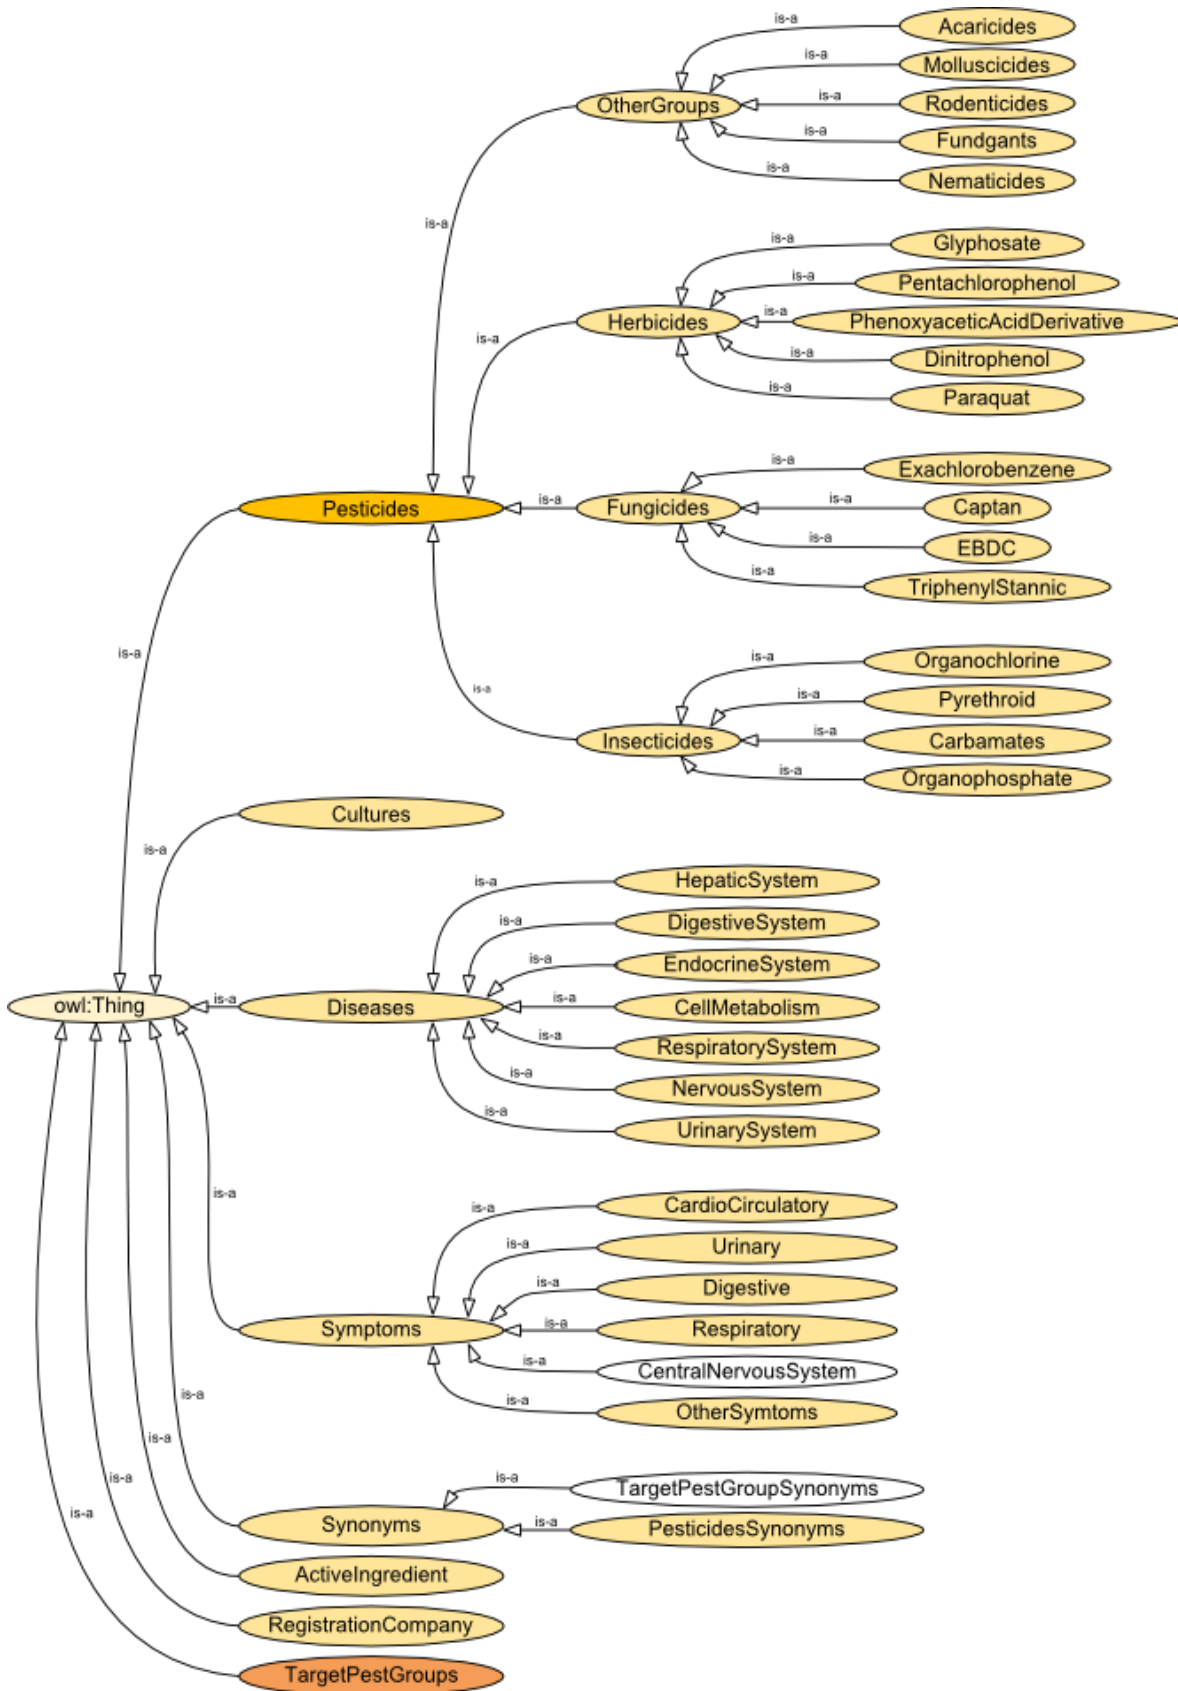 is-a
Acaricides
is-a
Molluscicides
OtherGroups
is-a
Rodenticides
is-a
Fundgants
is-a
Nematicides
is-a
is-a
Glyphosate
is-a
Pentachlorophenol
Herbicides
is-a
PhenoxyaceticAcidDerivative
is-a
is-a
Dinitrophenol
is-a
Paraquat
is-a
Exachlorobenzene
Pesticides
is-a
Fungicides
is-a
Captan
is-a
EBDC
is-a
TriphenylStannic
is-a
is-a
Organochlorine
is-a
is-a
Pyrethroid
Insecticides
is-a
Carbamates
is-a
Organophosphate
Cultures
is-a
is-a
HepaticSystem
is-a
DigestiveSystem
is-a
EndocrineSystem
owl:Thing
is-a
Diseases
is-a
CellMetabolism
is-a
RespiratorySystem
is-a
NervousSystem
is-a
UrinarySystem
is-a
is-a
CardioCirculatory
is-a
Urinary
is-a
Digestive
Symptoms
is-a
Respiratory
is-a
CentralNervousSystem
is-a
is-a
OtherSymtoms
is-a
is-a
is-a
is-a
TargetPestGroupSynonyms
Synonyms
is-a
PesticidesSynonyms
ActiveIngredient
RegistrationCompany
TargetPestGroups